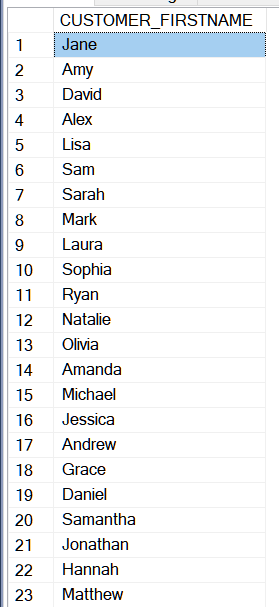 CUSTOMER_FIRSTNAME
1 Jane
2 Amy
3 David
4 Alex
5 Lisa
6 Sam
7 Sarah
8 Mark
9 Laura
10 Sophia
11 Ryan
12 Natalie
13 Olivia
14 Amanda
15 Michael
16 Jessica
17 Andrew
18 Grace
19 Daniel
20 Samantha
21 Jonathan
22 Hannah
23 Matthew